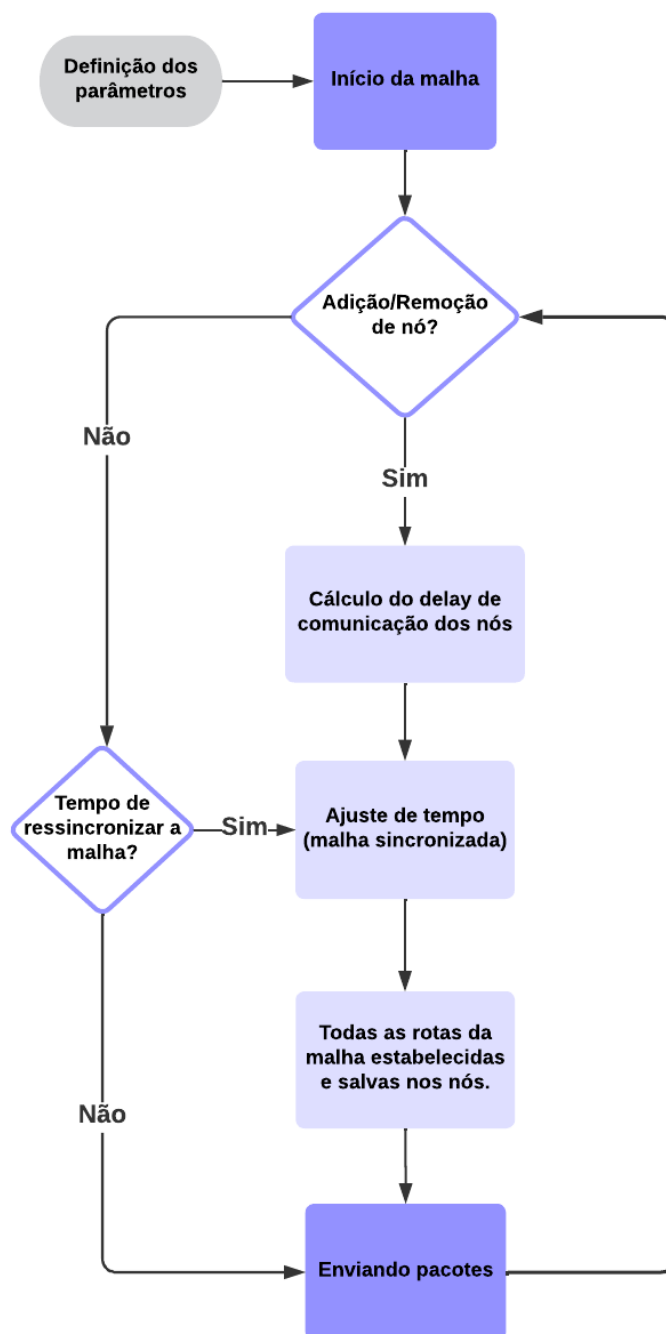 Definição dos
parâmetros
Início da malha
Adição/Remoção
de nó?
Não
Sim
Cálculo do delay de
comunicação dos nós
Tempo de
ressincronizar a
malha?
Sim
Ajuste de tempo
(malha sincronizada)
Todas as rotas da
malha estabelecidas
e salvas nos nós.
Não
Enviando pacotes